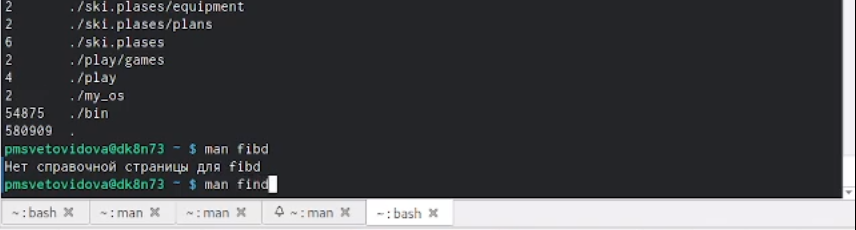 2 ./ski.plases/equipment
2 ./ski.plases/plans
6 ./ski.plases
2 ./play/games
4 ./play
2 ./my_os
54875 ./bin
580909 .
pmsvetovidova@dk8n73 ~ $ man fibd
Нет справочной страницы для fibd
pmsvetovidova@dk8n73 ~ $ man find
~ : bash ~ : man ~ : man ~ : man ~ : bash